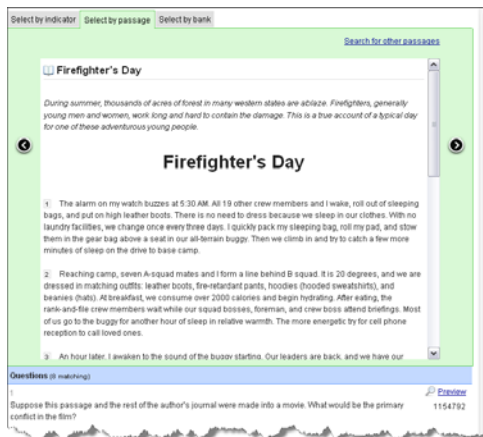 Select by indicator Select by passage Select by bank
Search for other passages
Firefighter's Day
During summer, thousands of acres of forest in many western states are ablaze. Firefighters, generally
young men and women, work long and hard to contain the damage. This is a true account of a typical day
for one of these adventurous young people.
Firefighter's Day
1 The alarm on my watch buzzes at 5:30 AM. All 19 other crew members and I wake, roll out of sleeping
bags, and put on high leather boots. There is no need to dress because we sleep in our clothes. With no
laundry facilities, we change once every three days. I quickly pack my sleeping bag, roll my pad, and stow
them in the gear bag above a seat in our all-terrain buggy. Then we climb in and try to catch a few more
minutes of sleep on the drive to base camp.
2 Reaching camp, seven A-squad mates and I form a line behind B squad. It is 20 degrees, and we are
dressed in matching outfits: leather boots, fire-retardant pants, hoodies (hooded sweatshirts), and
beanies (hats). At breakfast, we consume over 2000 calories and begin hydrating. After eating, the
rank-and-file crew members wait while our squad bosses, foreman, and crew boss attend briefings. Most
of us go to the buggy for another hour of sleep in relative warmth. The more energetic try for cell phone
reception to call loved ones.
3 An hour later, I awaken to the sound of the buggy starting. Our leaders are back, and we have our
Questions (8 matching)
1 Preview
Suppose this passage and the rest of the author's journal were made into a movie. What would be the primary 1154792
conflict in the film?